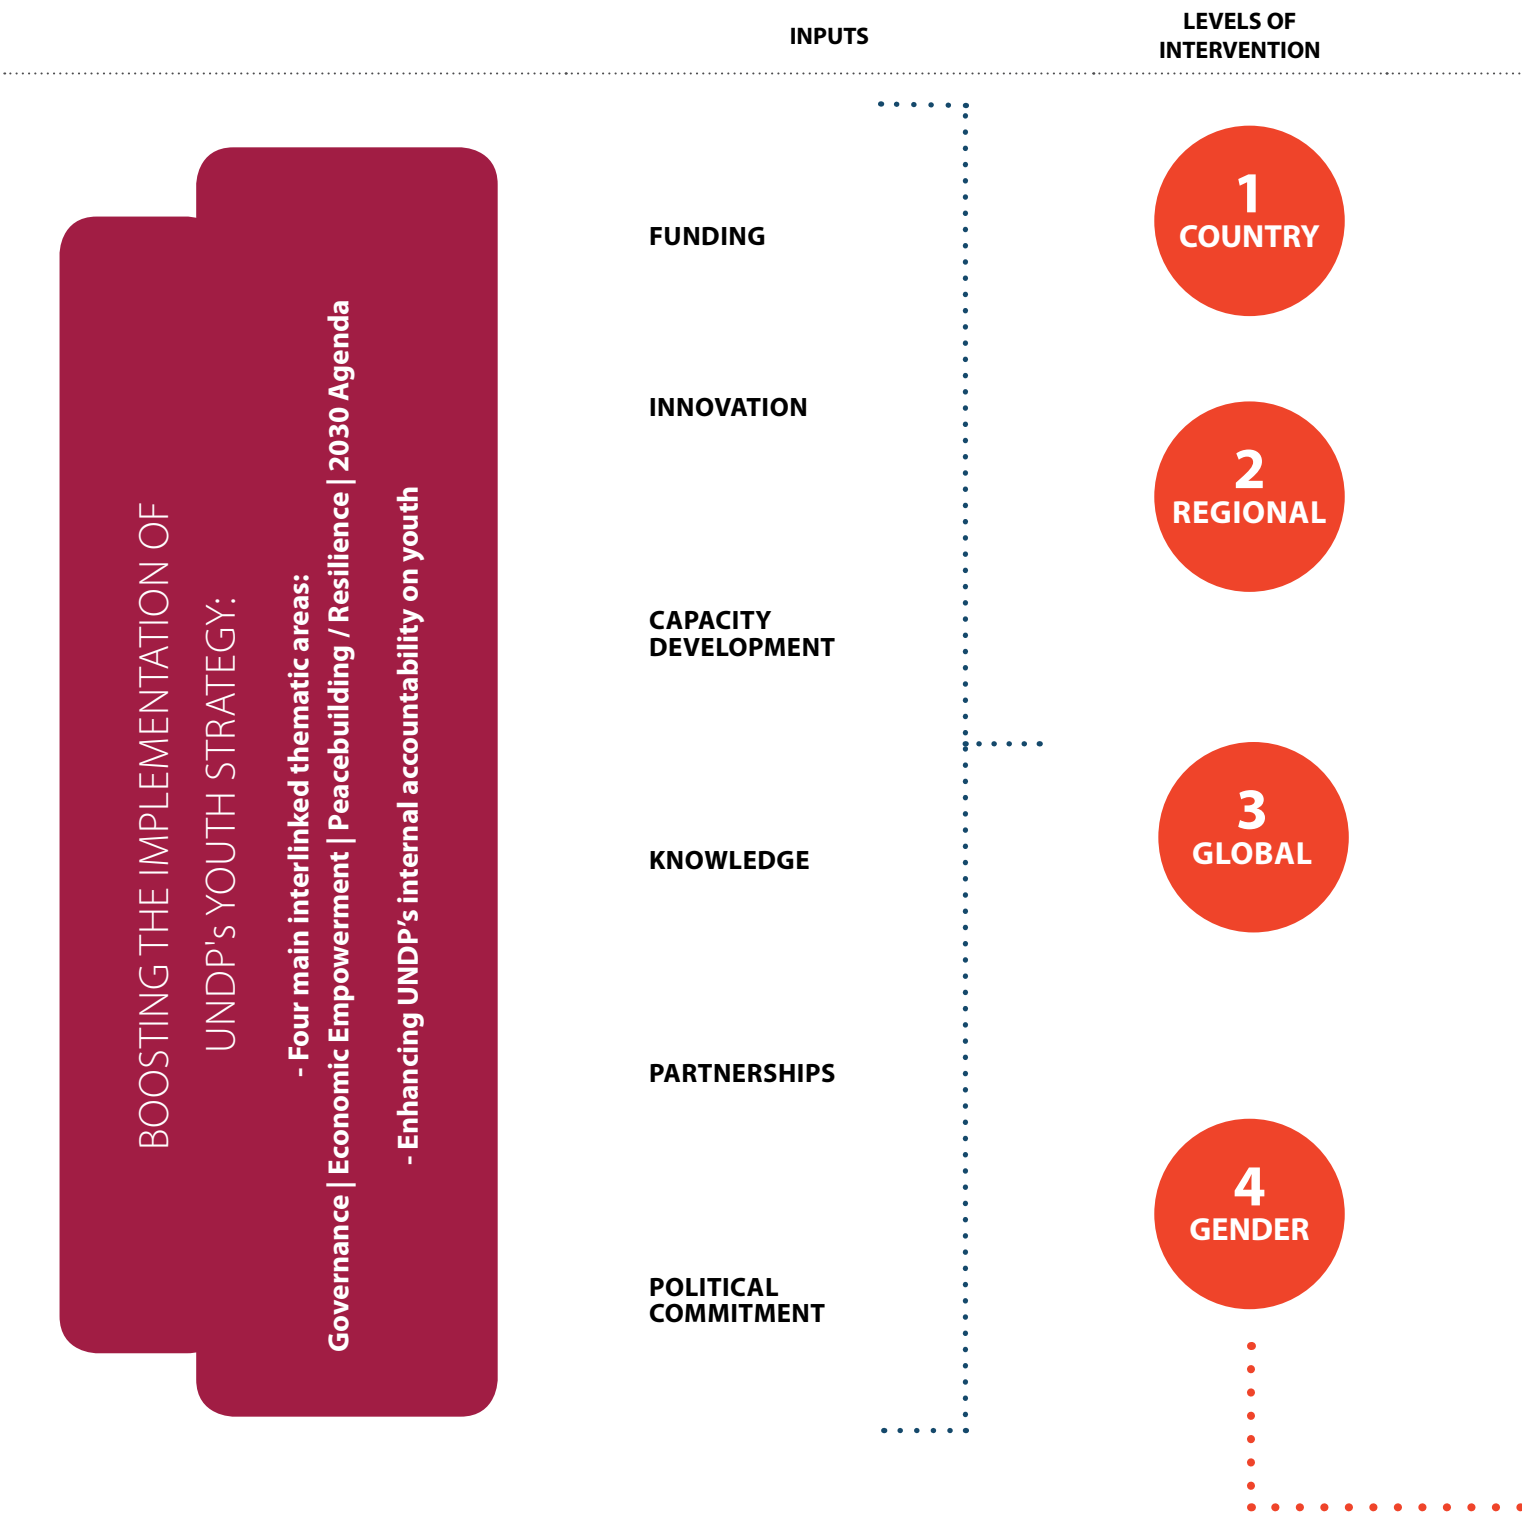 INPUTS
LEVELS OF
INTERVENTION
BOOSTING THE IMPLEMENTATION OF
UNDP's YOUTH STRATEGY:
- Four main interlinked thematic areas:
Governance | Economic Empowerment | Peacebuilding / Resilience | 2030 Agenda
- Enhancing UNDP’s internal accountability on youth
FUNDING
INNOVATION
CAPACITY
DEVELOPMENT
KNOWLEDGE
PARTNERSHIPS
POLITICAL
COMMITMENT
1
COUNTRY
2
REGIONAL
3
GLOBAL
4
GENDER